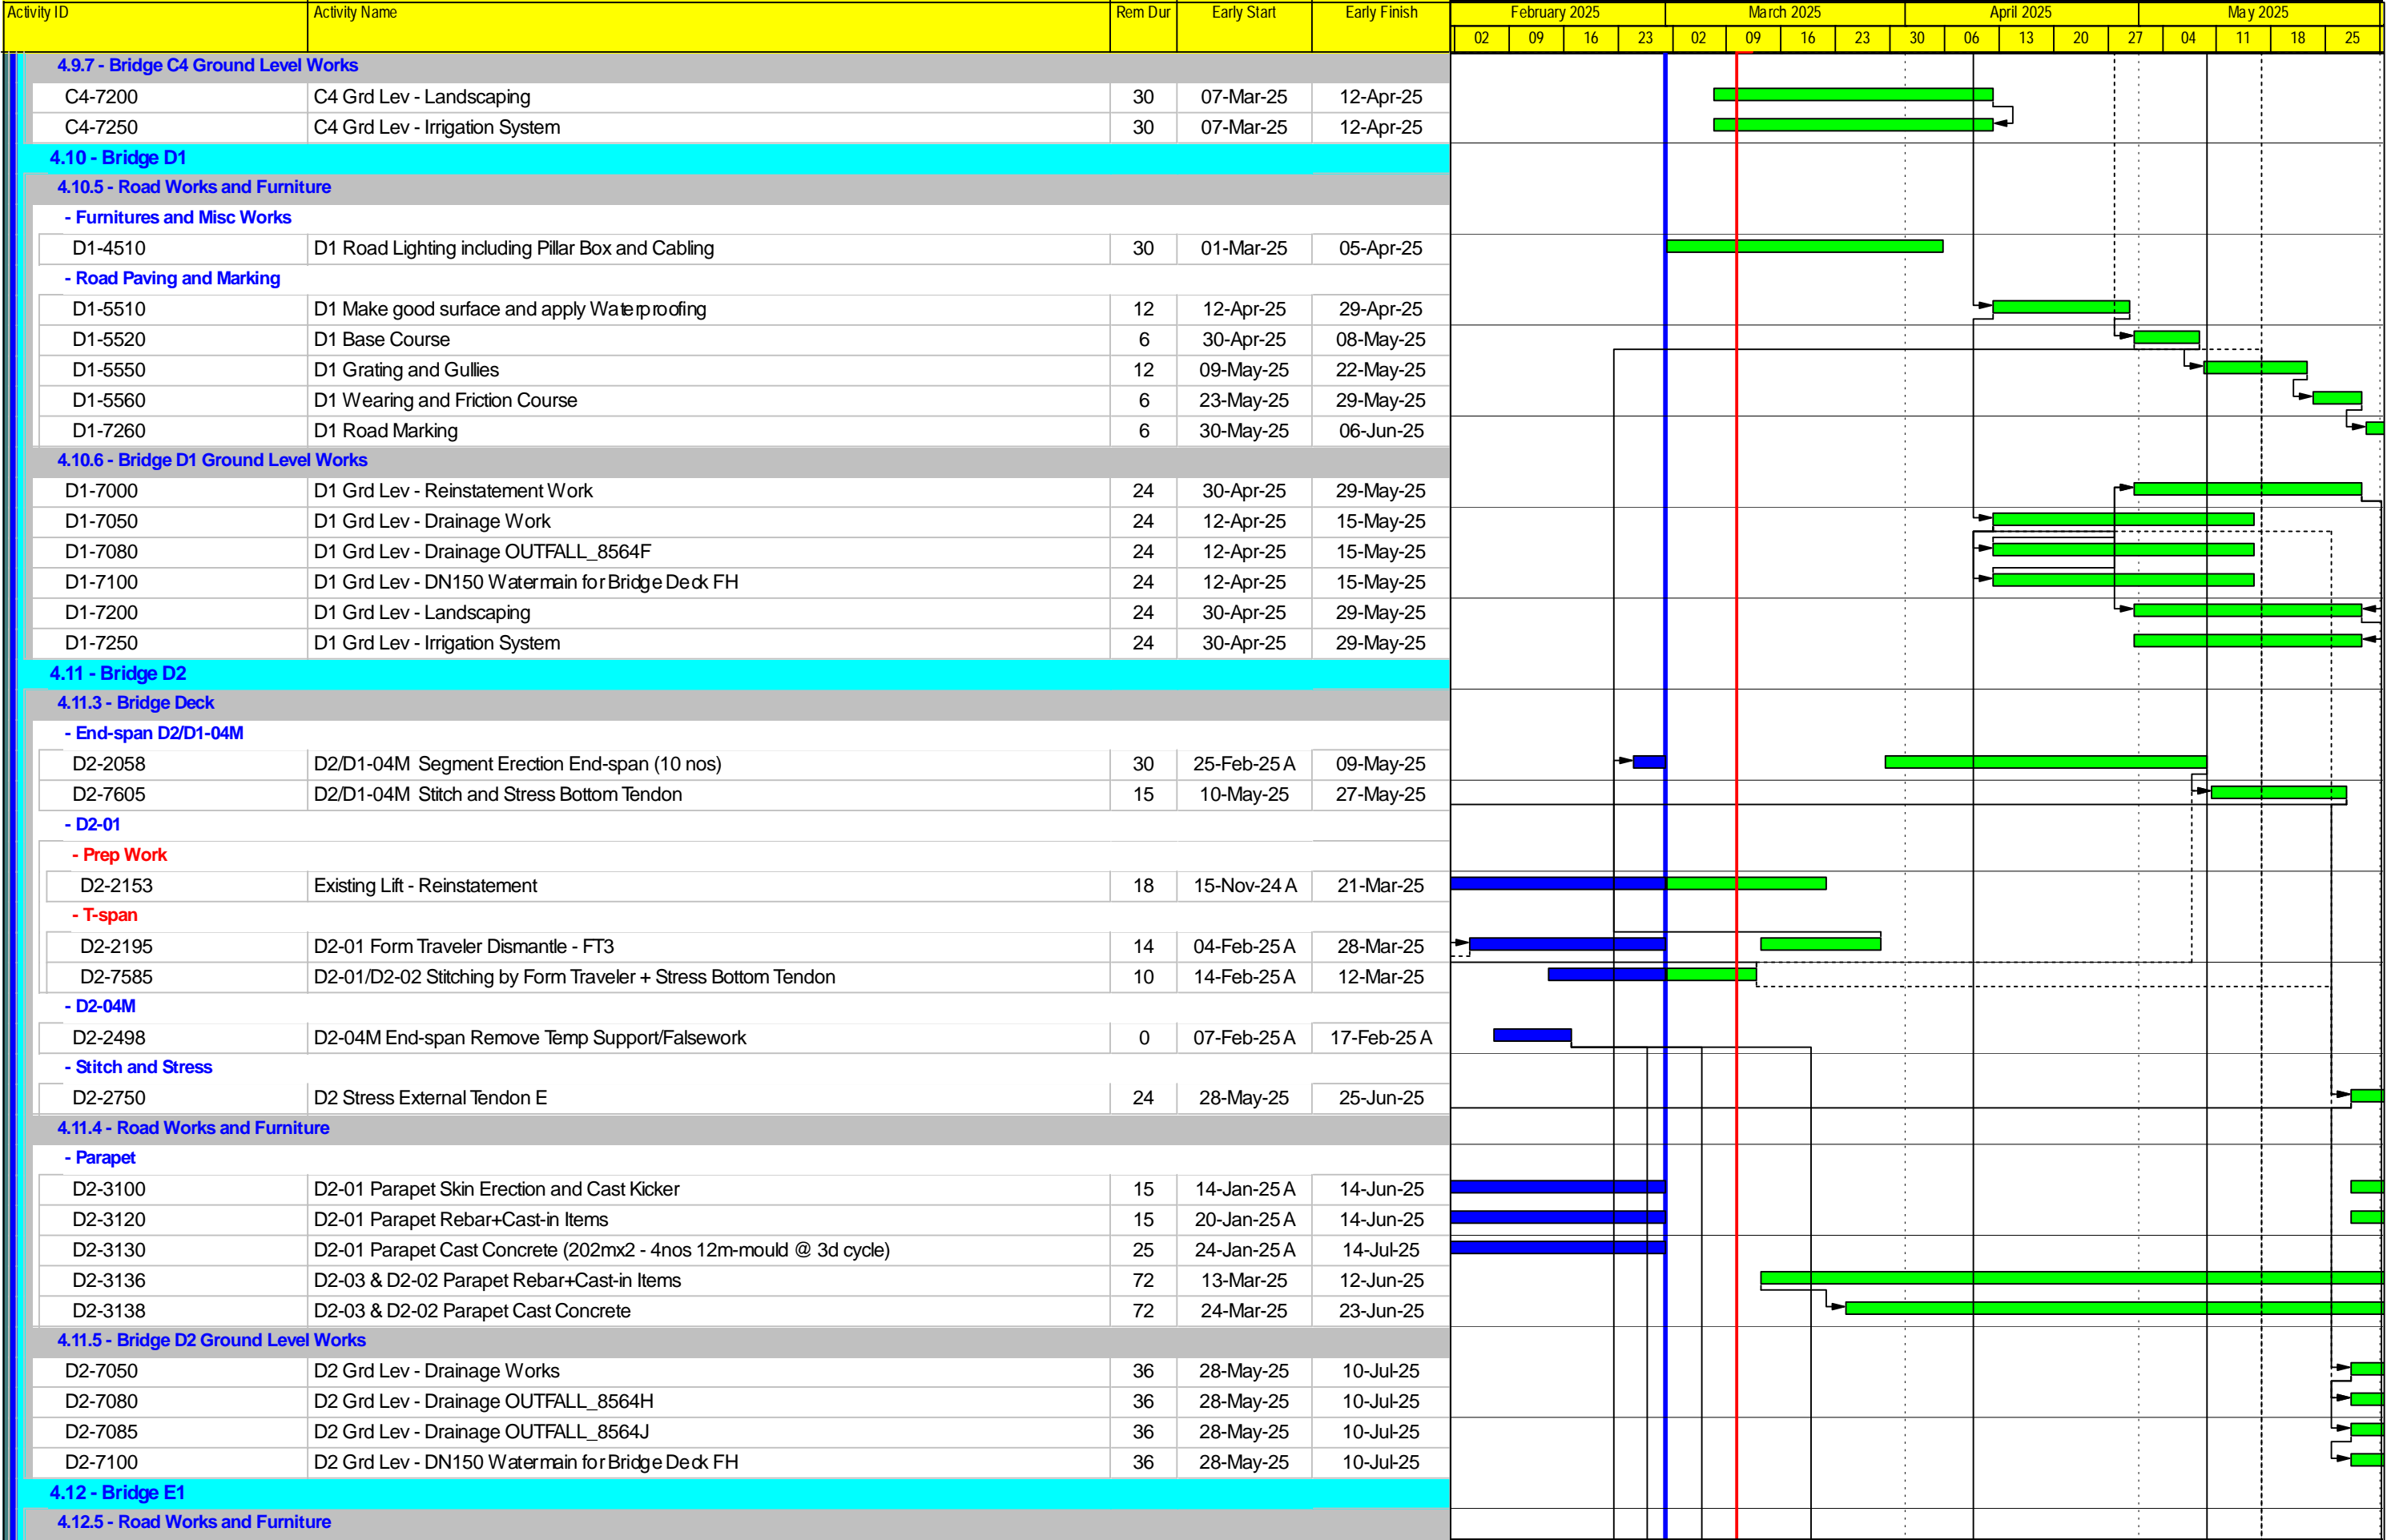 Activity ID Activity Name Rem Dur Early Start Early Finish February 2025 March 2025 April 2025 May 2025
02 09 16 23 02 09 16 23 30 06 13 20 27 04 11 18 25
4.9.7 - Bridge C4 Ground Level Works
C4-7200 C4 Grd Lev - Landscaping 30 07-Mar-25 12-Apr-25
C4-7250 C4 Grd Lev - Irrigation System 30 07-Mar-25 12-Apr-25
4.10 - Bridge D1
4.10.5 - Road Works and Furniture
- Furnitures and Misc Works
D1-4510 D1 Road Lighting including Pillar Box and Cabling 30 01-Mar-25 05-Apr-25
- Road Paving and Marking
D1-5510 D1 Make good surface and apply Waterproofing 12 12-Apr-25 29-Apr-25
D1-5520 D1 Base Course 6 30-Apr-25 08-May-25
D1-5550 D1 Grating and Gullies 12 09-May-25 22-May-25
D1-5560 D1 Wearing and Friction Course 6 23-May-25 29-May-25
D1-7260 D1 Road Marking 6 30-May-25 06-Jun-25
4.10.6 - Bridge D1 Ground Level Works
D1-7000 D1 Grd Lev - Reinstatement Work 24 30-Apr-25 29-May-25
D1-7050 D1 Grd Lev - Drainage Work 24 12-Apr-25 15-May-25
D1-7080 D1 Grd Lev - Drainage OUTFALL_8564F 24 12-Apr-25 15-May-25
D1-7100 D1 Grd Lev - DN150 Watermain for Bridge Deck FH 24 12-Apr-25 15-May-25
D1-7200 D1 Grd Lev - Landscaping 24 30-Apr-25 29-May-25
D1-7250 D1 Grd Lev - Irrigation System 24 30-Apr-25 29-May-25
4.11 - Bridge D2
4.11.3 - Bridge Deck
- End-span D2/D1-04M
D2-2058 D2/D1-04M Segment Erection End-span (10 nos) 30 25-Feb-25 A 09-May-25
D2-7605 D2/D1-04M Stitch and Stress Bottom Tendon 15 10-May-25 27-May-25
- D2-01
- Prep Work
D2-2153 Existing Lift - Reinstatement 18 15-Nov-24 A 21-Mar-25
- T-span
D2-2195 D2-01 Form Traveler Dismantle - FT3 14 04-Feb-25 A 28-Mar-25
D2-7585 D2-01/D2-02 Stitching by Form Traveler + Stress Bottom Tendon 10 14-Feb-25 A 12-Mar-25
- D2-04M
D2-2498 D2-04M End-span Remove Temp Support/Falsework 0 07-Feb-25 A 17-Feb-25 A
- Stitch and Stress
D2-2750 D2 Stress External Tendon E 24 28-May-25 25-Jun-25
4.11.4 - Road Works and Furniture
- Parapet
D2-3100 D2-01 Parapet Skin Erection and Cast Kicker 15 14-Jan-25 A 14-Jun-25
D2-3120 D2-01 Parapet Rebar+Cast-in Items 15 20-Jan-25 A 14-Jun-25
D2-3130 D2-01 Parapet Cast Concrete (202mx2 - 4nos 12m-mould @ 3d cycle) 25 24-Jan-25 A 14-Jul-25
D2-3136 D2-03 & D2-02 Parapet Rebar+Cast-in Items 72 13-Mar-25 12-Jun-25
D2-3138 D2-03 & D2-02 Parapet Cast Concrete 72 24-Mar-25 23-Jun-25
4.11.5 - Bridge D2 Ground Level Works
D2-7050 D2 Grd Lev - Drainage Works 36 28-May-25 10-Jul-25
D2-7080 D2 Grd Lev - Drainage OUTFALL_8564H 36 28-May-25 10-Jul-25
D2-7085 D2 Grd Lev - Drainage OUTFALL_8564J 36 28-May-25 10-Jul-25
D2-7100 D2 Grd Lev - DN150 Watermain for Bridge Deck FH 36 28-May-25 10-Jul-25
4.12 - Bridge E1
4.12.5 - Road Works and Furniture